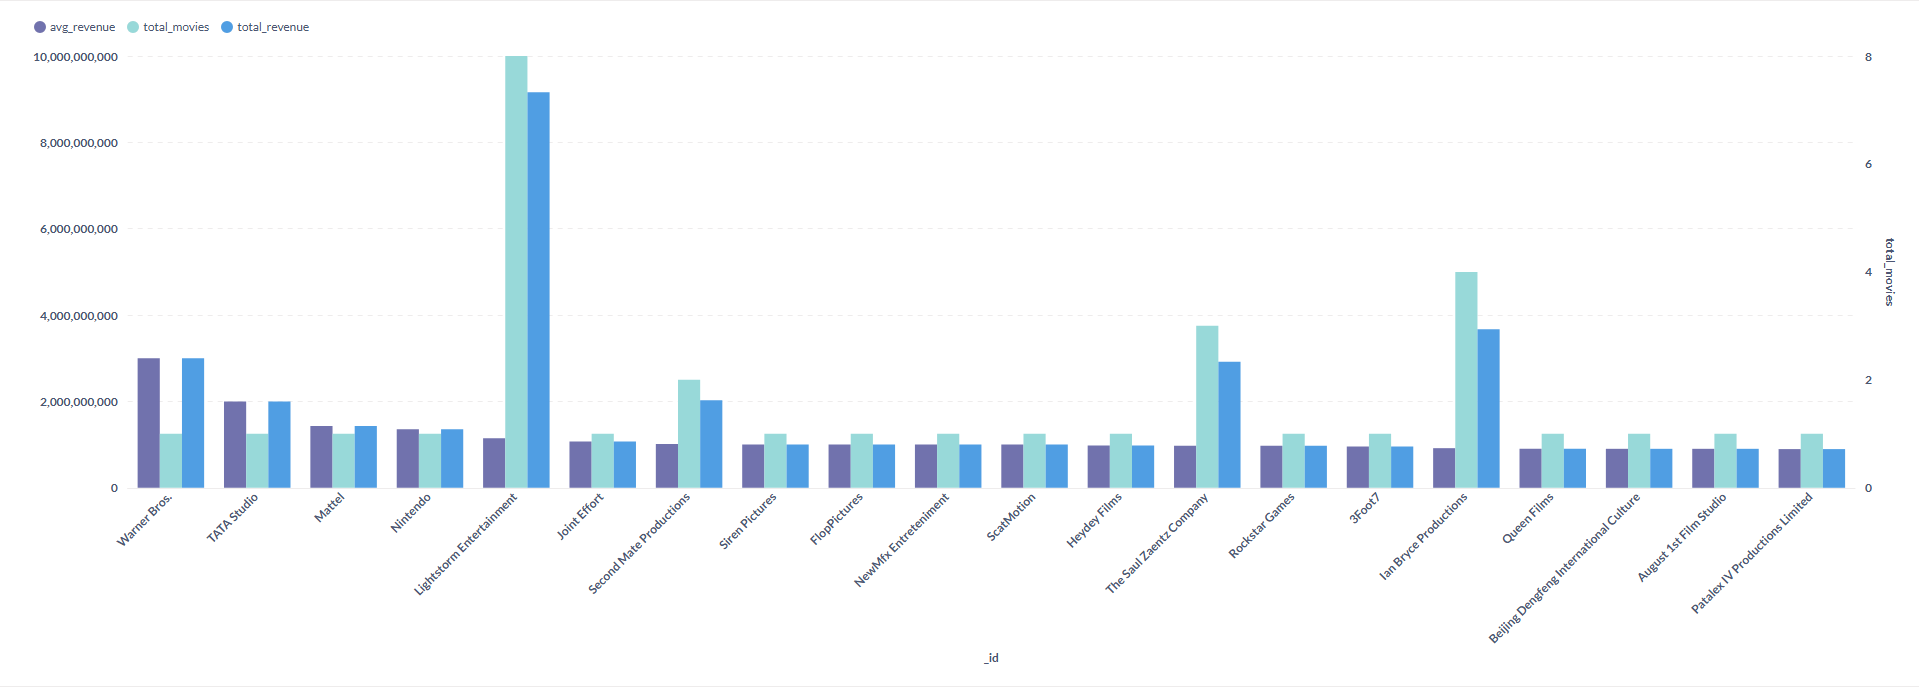 avg_revenue total_movies total_revenue
10,000,000,000
8,000,000,000
6,000,000,000
4,000,000,000
2,000,000,000
0
8
6
4
2
0
total_movies
Warner Bros.
TATA Studio
Mattel
Nintendo
Lightstorm Entertainment
Joint Effort
Second Mate Productions
Siren Pictures
FlopPictures
NewMfx Entreteniment
ScatMotion
Heydey Films
The Saul Zaentz Company
Rockstar Games
3Foot7
Ian Bryce Productions
Queen Films
Beijing Dengfeng International Culture
August 1st Film Studio
Patalex IV Productions Limited
_id